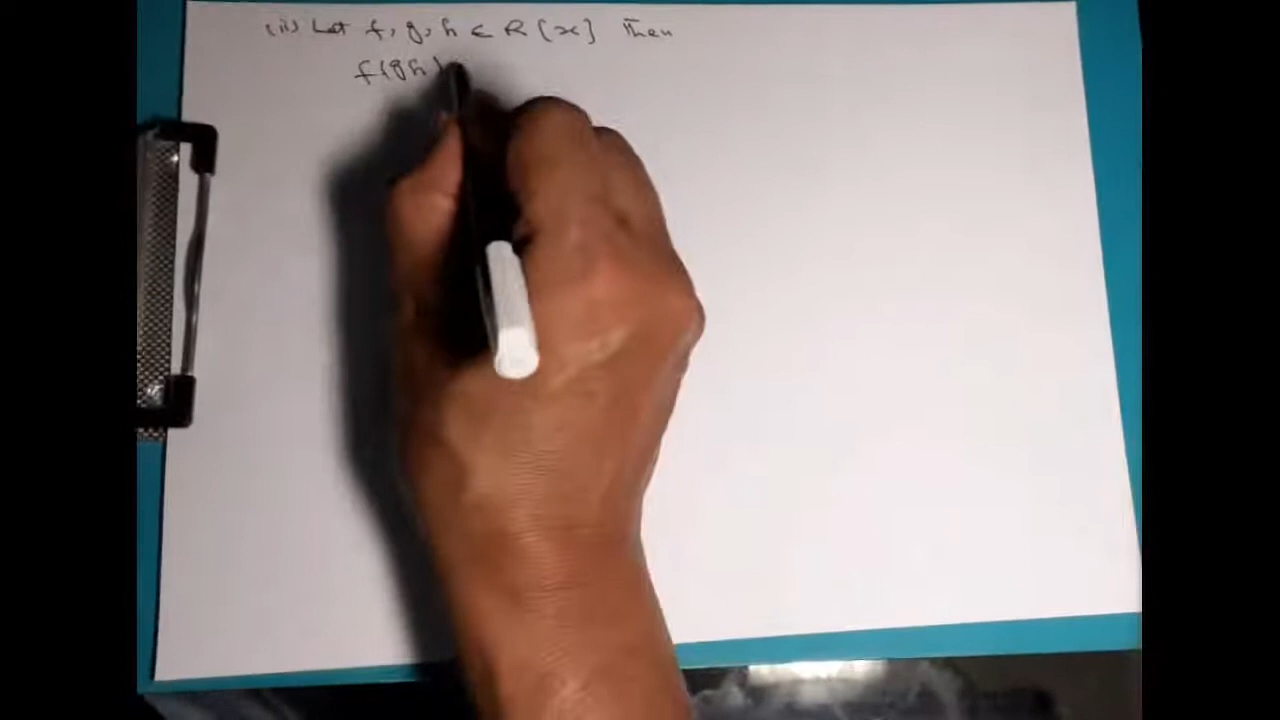 (ii) Let f, g, h ∈ R[x] Then
f(gh)